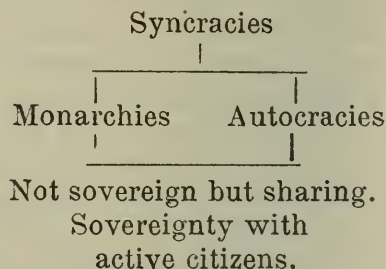 Syncracies
Monarchies Autocracies
Not sovereign but sharing.
Sovereignty with
active citizens.